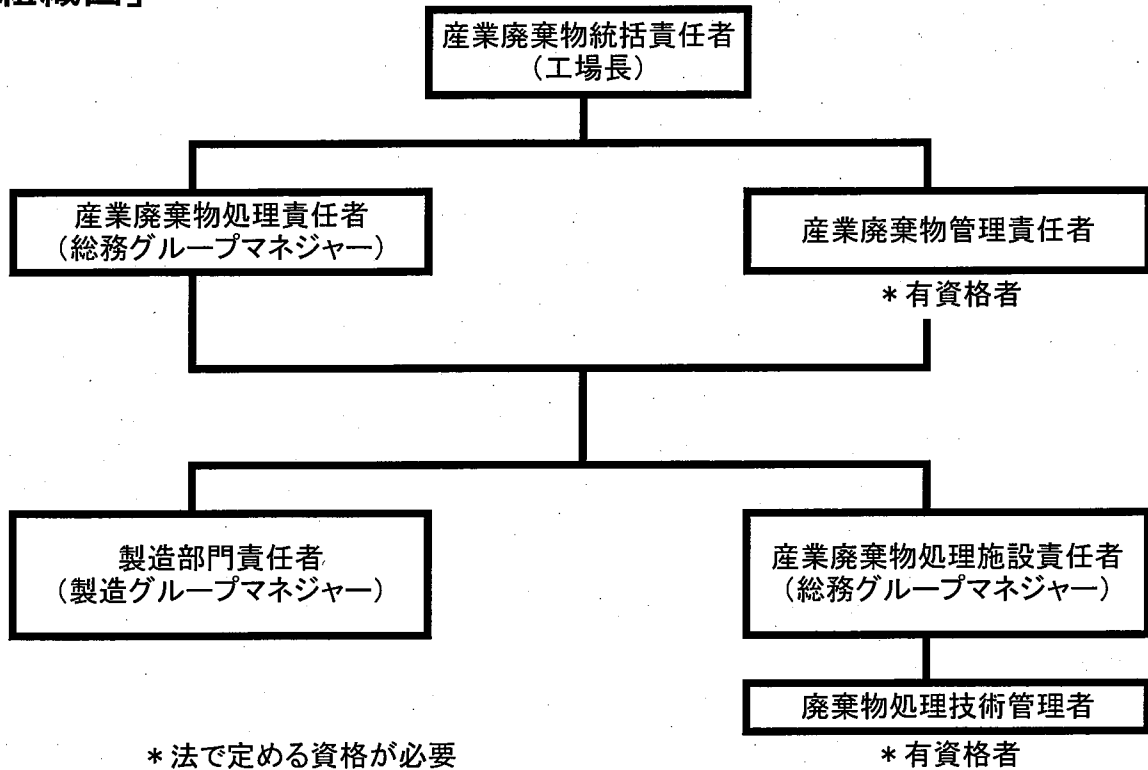 組織図」
産業廃棄物統括責任者
（工場長）
産業廃棄物処理責任者
（総務グループマネジャー）
産業廃棄物管理責任者
＊有資格者
製造部門責任者
（製造グループマネジャー）
産業廃棄物処理施設責任者
（総務グループマネジャー）
廃棄物処理技術管理者
＊法で定める資格が必要
＊有資格者